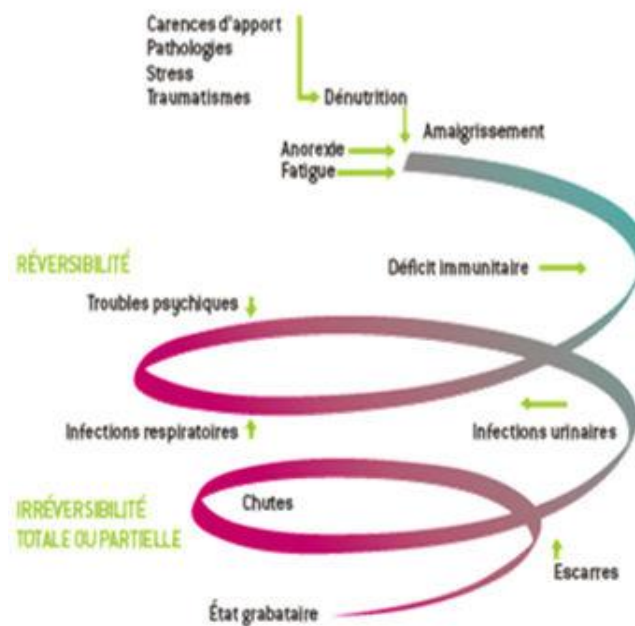 Carences d'apport
Pathologies
Stress
Traumatismes
Dénutrition
Amaigrissement
Anorexie
Fatigue
RÉVERSIBILITÉ
Déficit immunitaire
Troubles psychiques
Infections respiratoires
Infections urinaires
IRRÉVERSIBILITÉ
TOTALE OU PARTIELLE
Chutes
Escarres
État grabataire